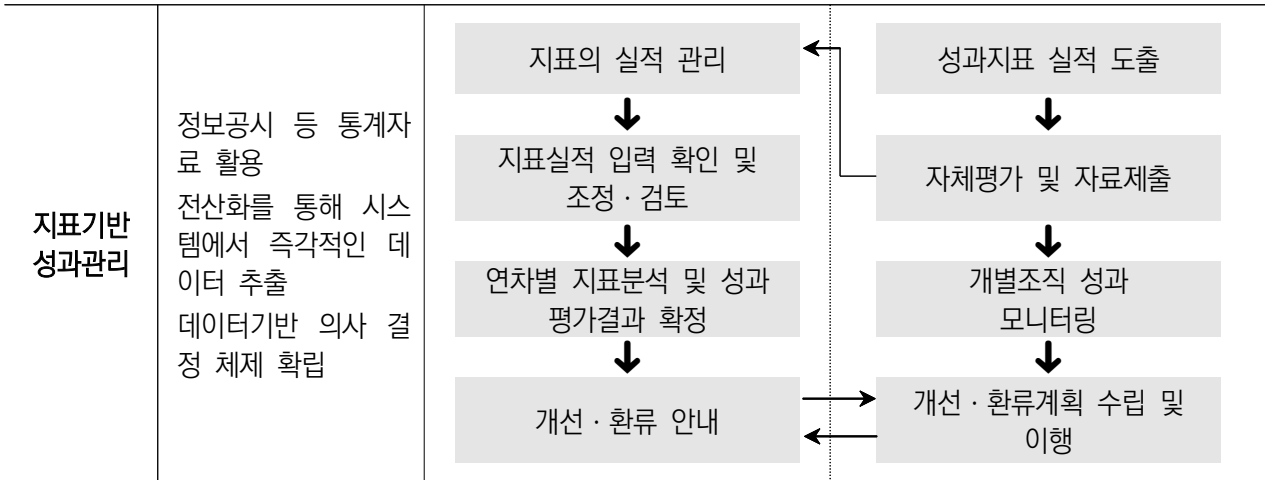 지표기반
성과관리
정보공시 등 통계자
료 활용
전산화를 통해 시스
템에서 즉각적인 데
이터 추출
데이터기반 의사 결
정 체제 확립
지표의 실적 관리
지표실적 입력 확인 및
조정·검토
연차별 지표분석 및 성과
평가결과 확정
개선·환류 안내
성과지표 실적 도출
자체평가 및 자료제출
개별조직 성과
모니터링
개선·환류계획 수립 및
이행